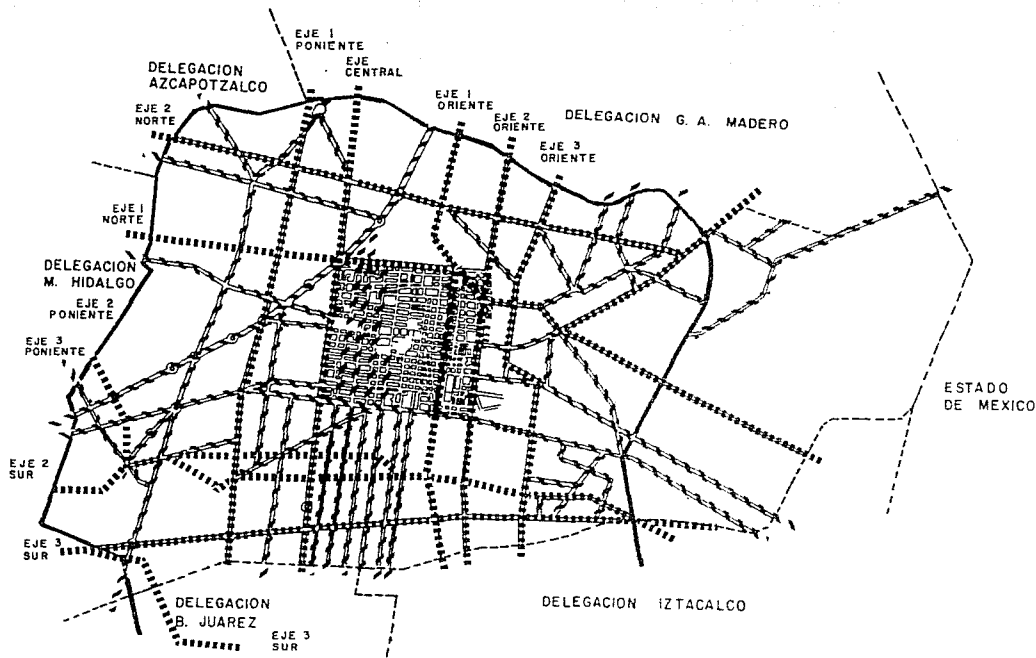 EJE 1
PONIENTE
EJE
CENTRAL
DELEGACION
AZCAPOTZALCO
EJE 1
ORIENTE
EJE 2
NORTE
EJE 2
ORIENTE
DELEGACION G. A. MADERO
EJE 3
ORIENTE
EJE 1
NORTE
DELEGACION
M. HIDALGO
EJE 2
PONIENTE
EJE 3
PONIENTE
ESTADO
DE MEXICO
EJE 2
SUR
EJE 3
SUR
DELEGACION
B. JUAREZ
DELEGACION IZTACALCO
EJE 3
SUR